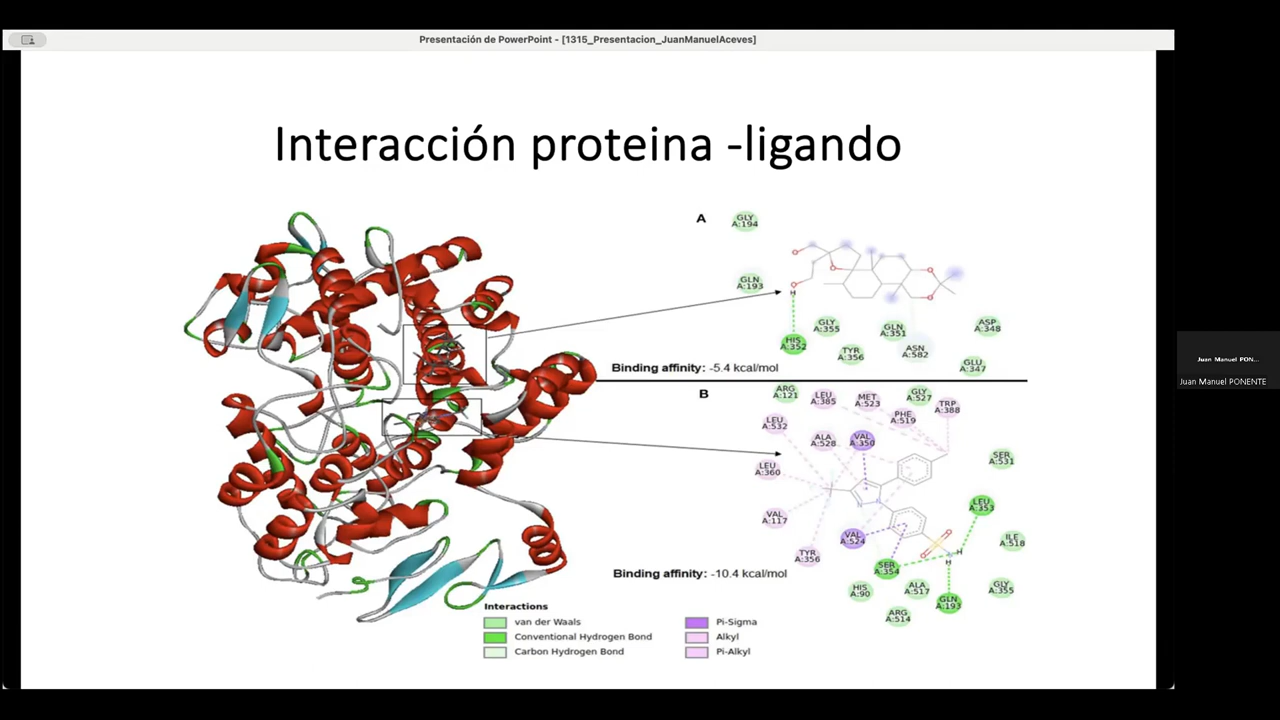 Presentación de PowerPoint - [1315_Presentacion_JuanManuelAceves]
Interacción proteina -ligando
A
GLY
A:194
GLN
A:193
H
HIS
A:352
GLY
A:355
TYR
A:356
GLN
A:351
ASN
A:582
ASP
A:348
GLU
A:347
Binding affinity: -5.4 kcal/mol
B
ARG
A:121
LEU
A:385
MET
A:523
GLY
A:527
PHE
A:519
TRP
A:388
LEU
A:532
ALA
A:528
VAL
A:350
SER
A:531
LEU
A:360
LEU
A:353
VAL
A:117
VAL
A:524
ILE
A:518
TYR
A:356
H
H
SER
A:354
Binding affinity: -10.4 kcal/mol
HIS
A:90
ALA
A:517
GLN
A:193
GLY
A:355
ARG
A:514
Interactions
van der Waals
Conventional Hydrogen Bond
Carbon Hydrogen Bond
Pi-Sigma
Alkyl
Pi-Alkyl
Juan Manuel PON...
Juan Manuel PONENTE